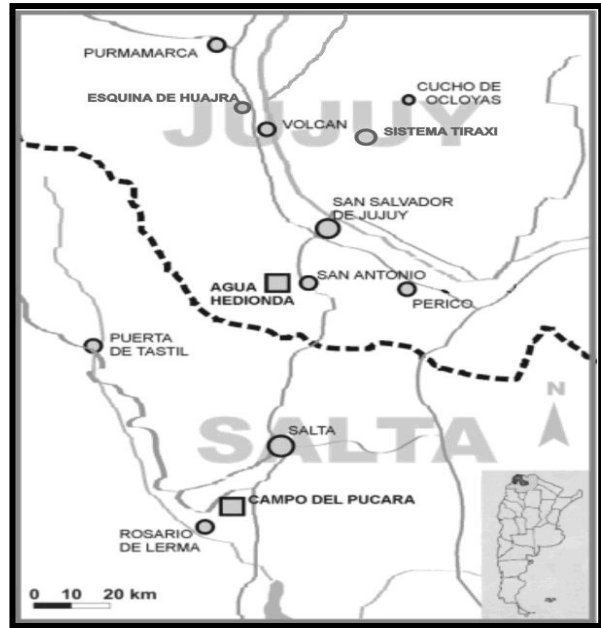 PURMAMARCA
ESQUINA DE HUAJRA
CUCHO DE
OCLOYAS
JUJUY
VOLCAN
SISTEMA TIRAXI
SAN SALVADOR
DE JUJUY
AGUA
HEDIONDA
SAN ANTONIO
PERICO
PUERTA
DE TASTIL
N
SALTA
SALTA
CAMPO DEL PUCARA
ROSARIO
DE LERMA
0 10 20 km